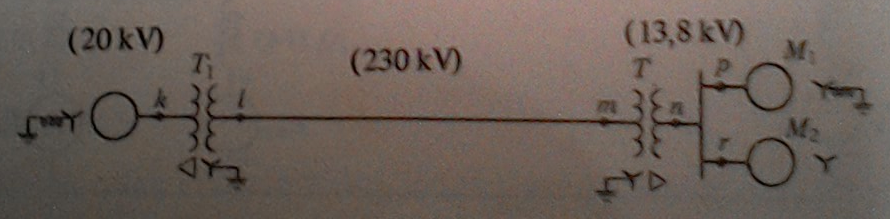 (20 kV)
(230 kV)
(13,8 kV)
T₁
k
l
m
T
n
p
M₁
r
M₂